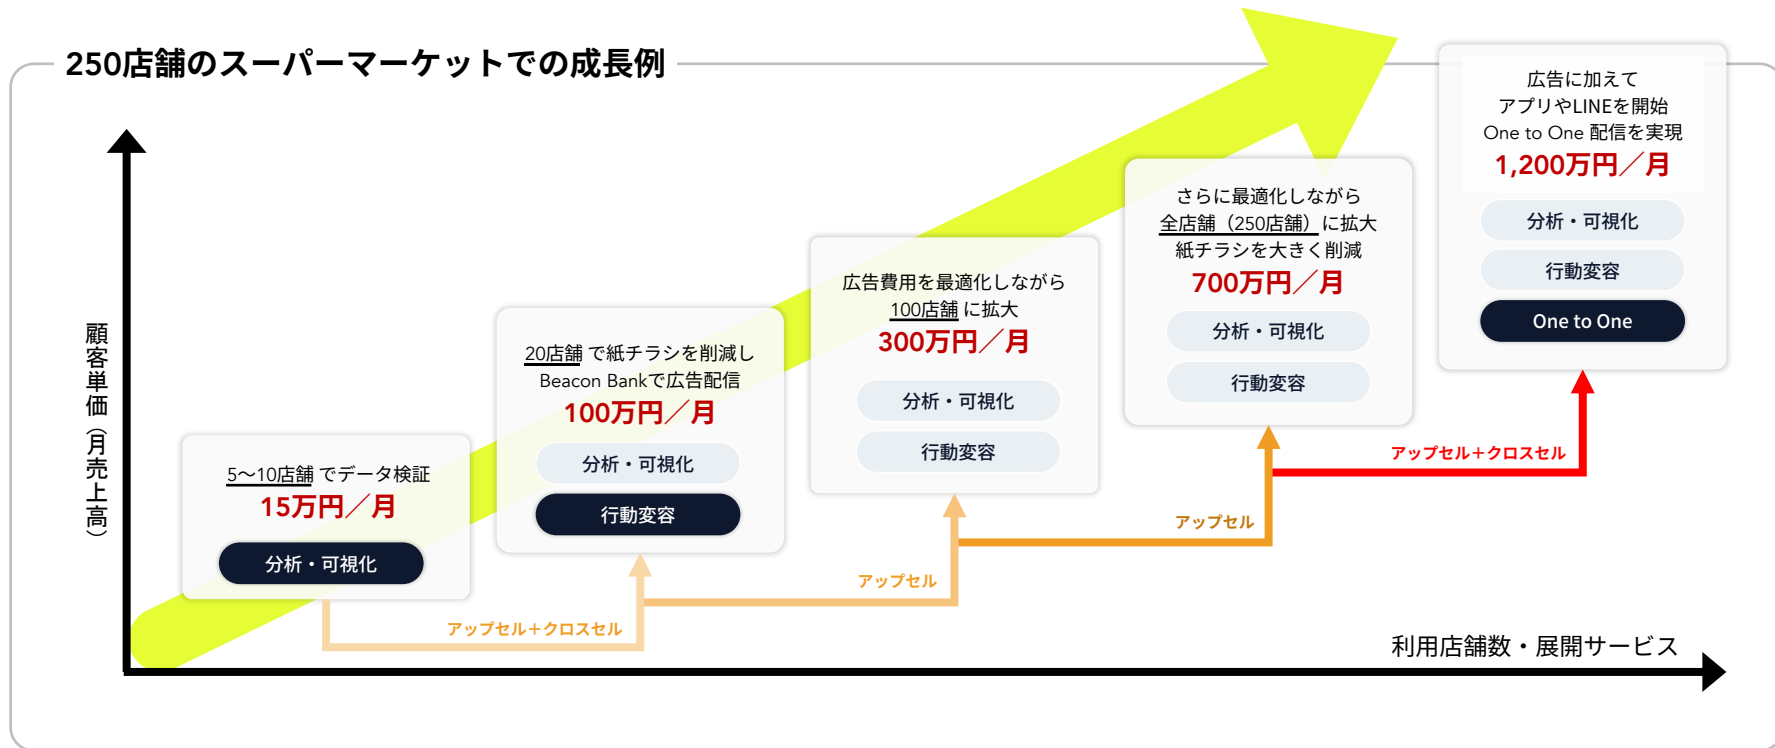 250店舗のスーパーマーケットでの成長例
顧客単価（月売上高）
5〜10店舗 でデータ検証
15万円／月
分析・可視化
アップセル＋クロスセル
20店舗 で紙チラシを削減し
Beacon Bankで広告配信
100万円／月
分析・可視化
行動変容
アップセル
広告費用を最適化しながら
100店舗 に拡大
300万円／月
分析・可視化
行動変容
アップセル
さらに最適化しながら
全店舗（250店舗）に拡大
紙チラシを大きく削減
700万円／月
分析・可視化
行動変容
アップセル＋クロスセル
広告に加えて
アプリやLINEを開始
One to One 配信を実現
1,200万円／月
分析・可視化
行動変容
One to One
利用店舗数・展開サービス